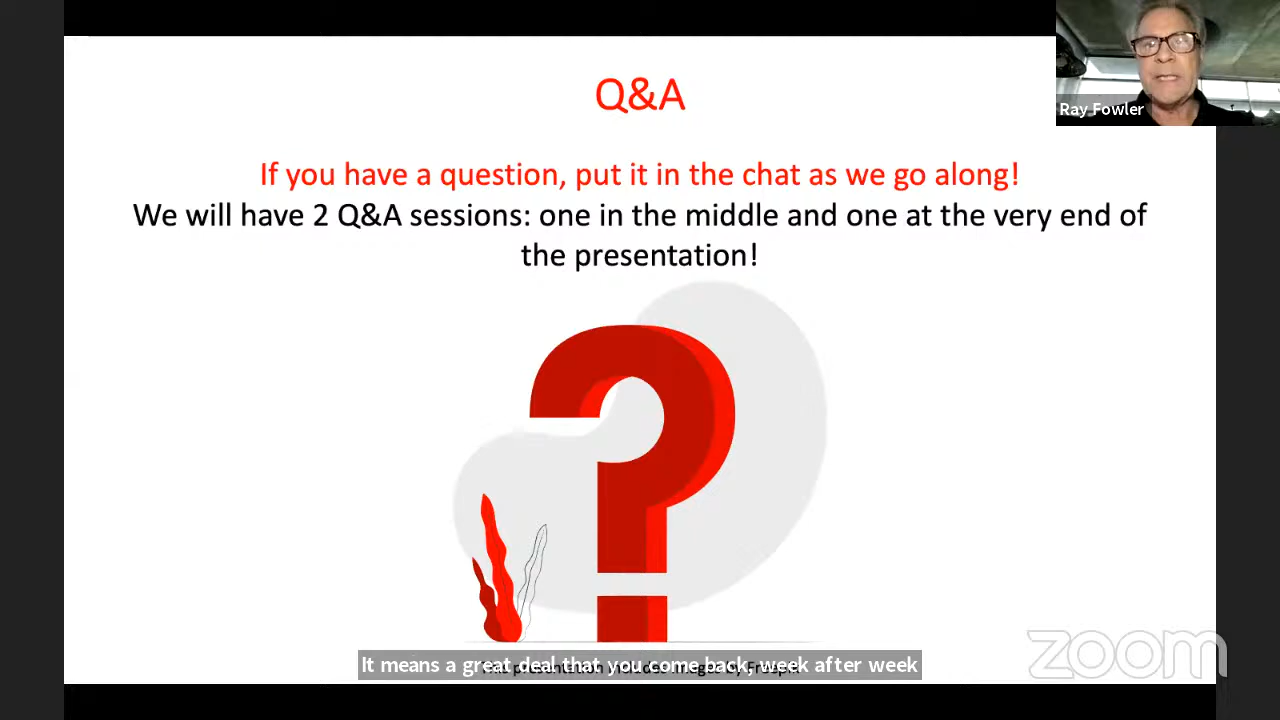 Q&A
Ray Fowler
If you have a question, put it in the chat as we go along!
We will have 2 Q&A sessions: one in the middle and one at the very end of
the presentation!
It means a great deal that you come back, week after week
zoom